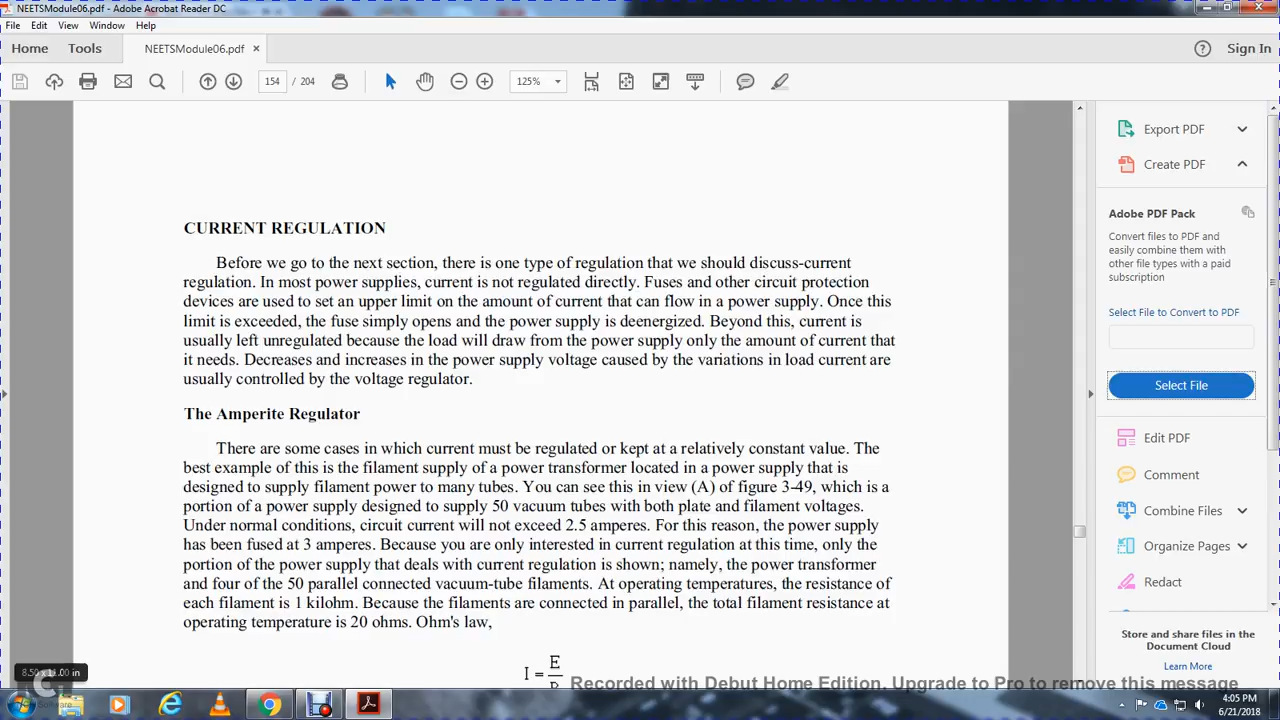 NEETSModule06.pdf - Adobe Acrobat Reader DC
File Edit View Window Help
Home Tools NEETSModule06.pdf × ? Sign In
154 / 204 125%
CURRENT REGULATION
Before we go to the next section, there is one type of regulation that we should discuss-current
regulation. In most power supplies, current is not regulated directly. Fuses and other circuit protection
devices are used to set an upper limit on the amount of current that can flow in a power supply. Once this
limit is exceeded, the fuse simply opens and the power supply is deenergized. Beyond this, current is
usually left unregulated because the load will draw from the power supply only the amount of current that
it needs. Decreases and increases in the power supply voltage caused by the variations in load current are
usually controlled by the voltage regulator.
The Amperite Regulator
There are some cases in which current must be regulated or kept at a relatively constant value. The
best example of this is the filament supply of a power transformer located in a power supply that is
designed to supply filament power to many tubes. You can see this in view (A) of figure 3-49, which is a
portion of a power supply designed to supply 50 vacuum tubes with both plate and filament voltages.
Under normal conditions, circuit current will not exceed 2.5 amperes. For this reason, the power supply
has been fused at 3 amperes. Because you are only interested in current regulation at this time, only the
portion of the power supply that deals with current regulation is shown; namely, the power transformer
and four of the 50 parallel connected vacuum-tube filaments. At operating temperatures, the resistance of
each filament is 1 kilohm. Because the filaments are connected in parallel, the total filament resistance at
operating temperature is 20 ohms. Ohm's law,
I = E
8.50 x 11.00 in
Export PDF
Create PDF
Adobe PDF Pack
Convert files to PDF and
easily combine them with
other file types with a paid
subscription
Select File to Convert to PDF
Select File
Edit PDF
Comment
Combine Files
Organize Pages
Redact
Store and share files in the
Document Cloud
Learn More
Recorded with Debut Home Edition. Upgrade to Pro to remove this message
4:05 PM
6/21/2018